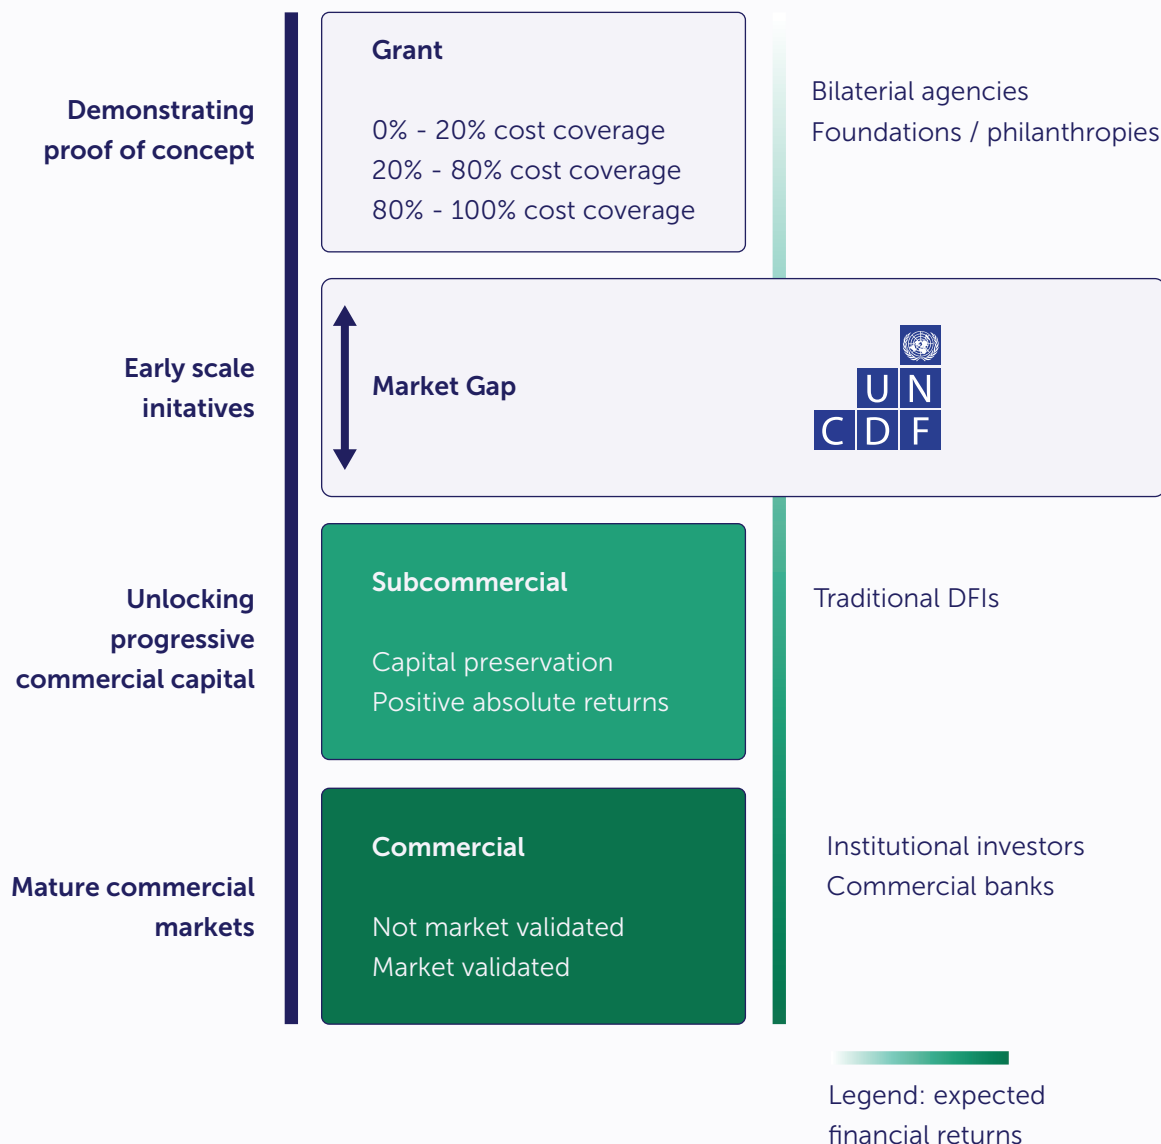 Demonstrating
proof of concept
Grant
0% - 20% cost coverage
20% - 80% cost coverage
80% - 100% cost coverage
Bilaterial agencies
Foundations / philanthropies
Early scale
initatives
Market Gap
UN
CDF
Unlocking
progressive
commercial capital
Subcommercial
Capital preservation
Positive absolute returns
Traditional DFIs
Mature commercial
markets
Commercial
Not market validated
Market validated
Institutional investors
Commercial banks
Legend: expected
financial returns